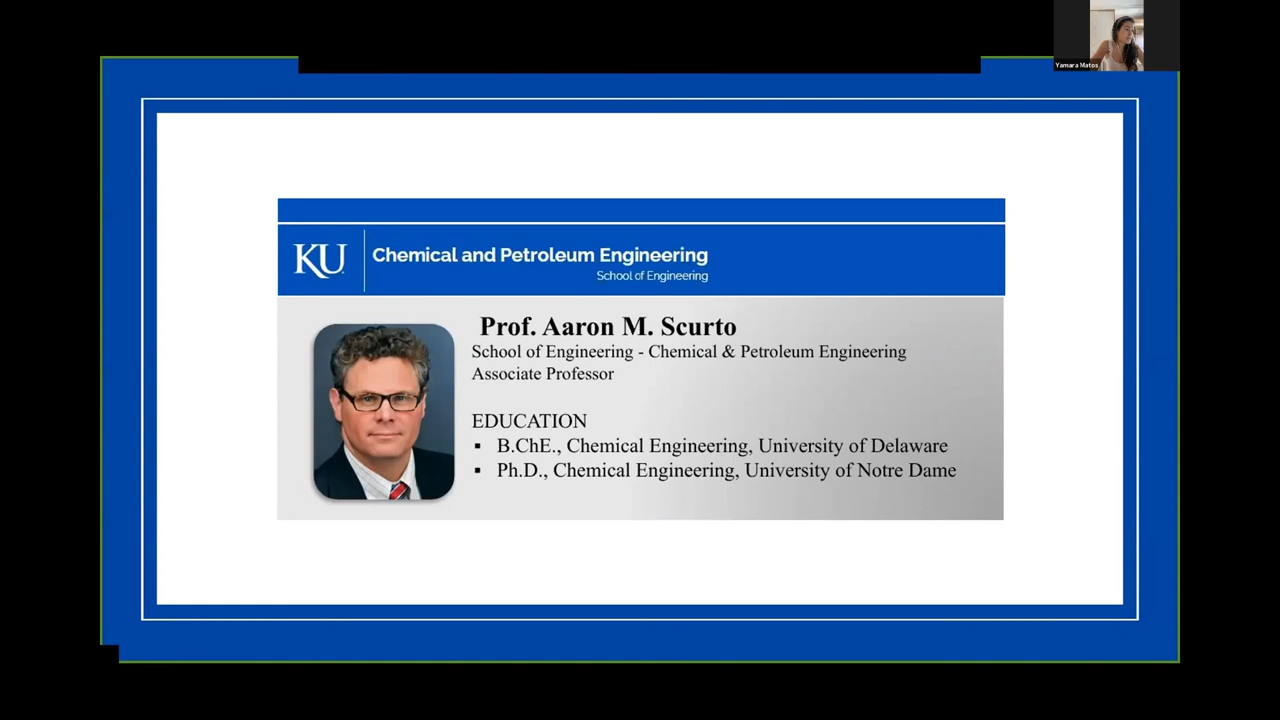 Yamara Matos
KU
Chemical and Petroleum Engineering
School of Engineering
Prof. Aaron M. Scurto
School of Engineering - Chemical & Petroleum Engineering
Associate Professor
EDUCATION
▪ B.ChE., Chemical Engineering, University of Delaware
▪ Ph.D., Chemical Engineering, University of Notre Dame